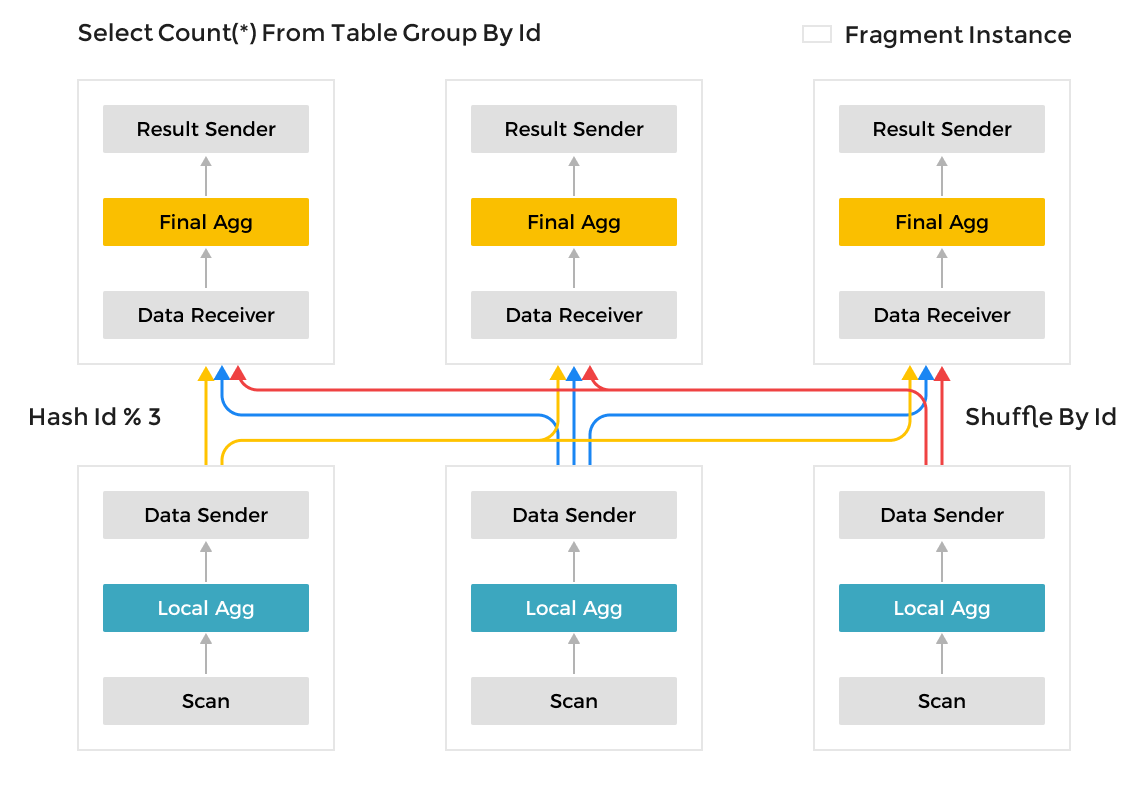 Select Count(*) From Table Group By Id
Fragment Instance
Result Sender
Result Sender
Result Sender
Final Agg
Final Agg
Final Agg
Data Receiver
Data Receiver
Data Receiver
Hash Id % 3
Shuffle By Id
Data Sender
Data Sender
Data Sender
Local Agg
Local Agg
Local Agg
Scan
Scan
Scan